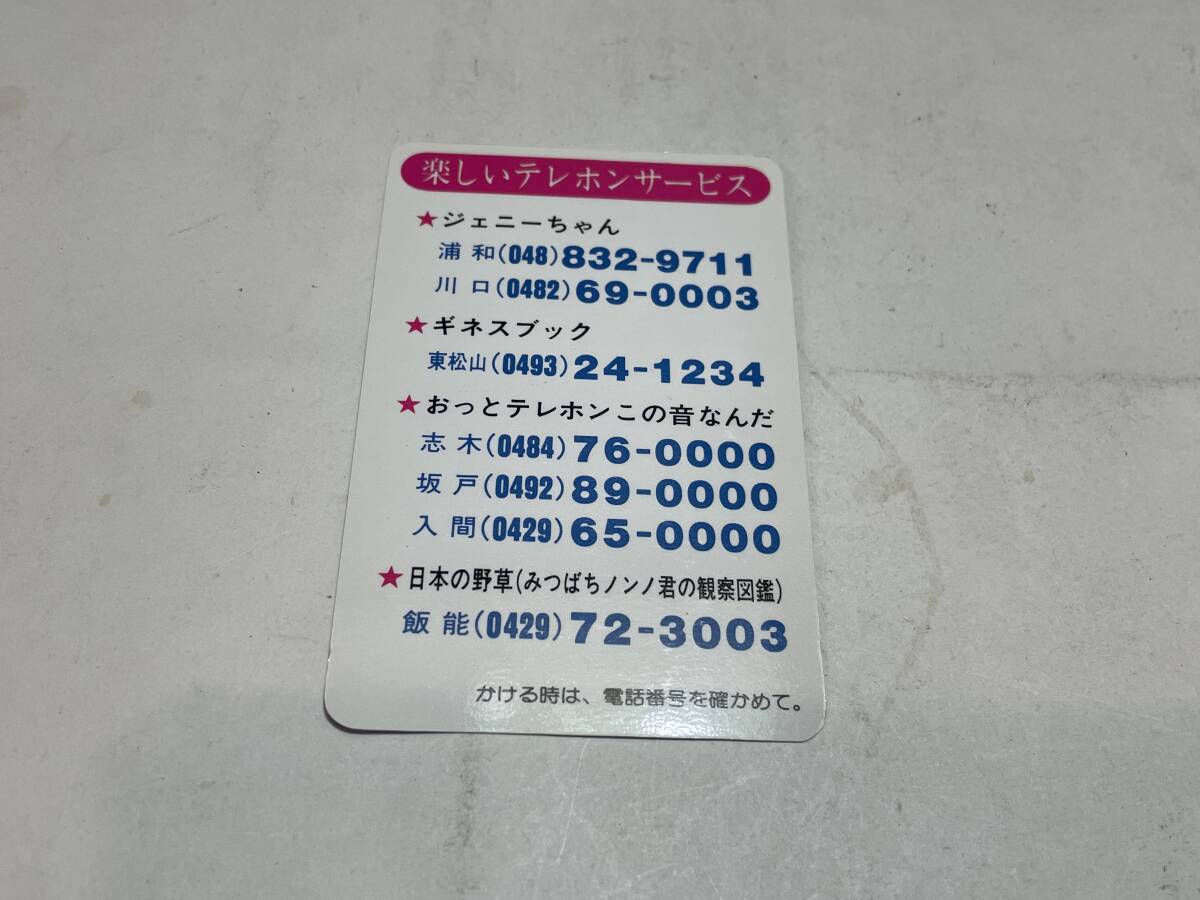 楽しいテレホンサービス
★ジェニーちゃん
浦和(048)832-9711
川口(0482)69-0003
★ギネスブック
東松山(0493)24-1234
★おっとテレホンこの音なんだ
志木(0484)76-0000
坂戸(0492)89-0000
入間(0429)65-0000
★日本の野草(みつばちノンノ君の観察図鑑)
飯能(0429)72-3003
かける時は、電話番号を確かめて。